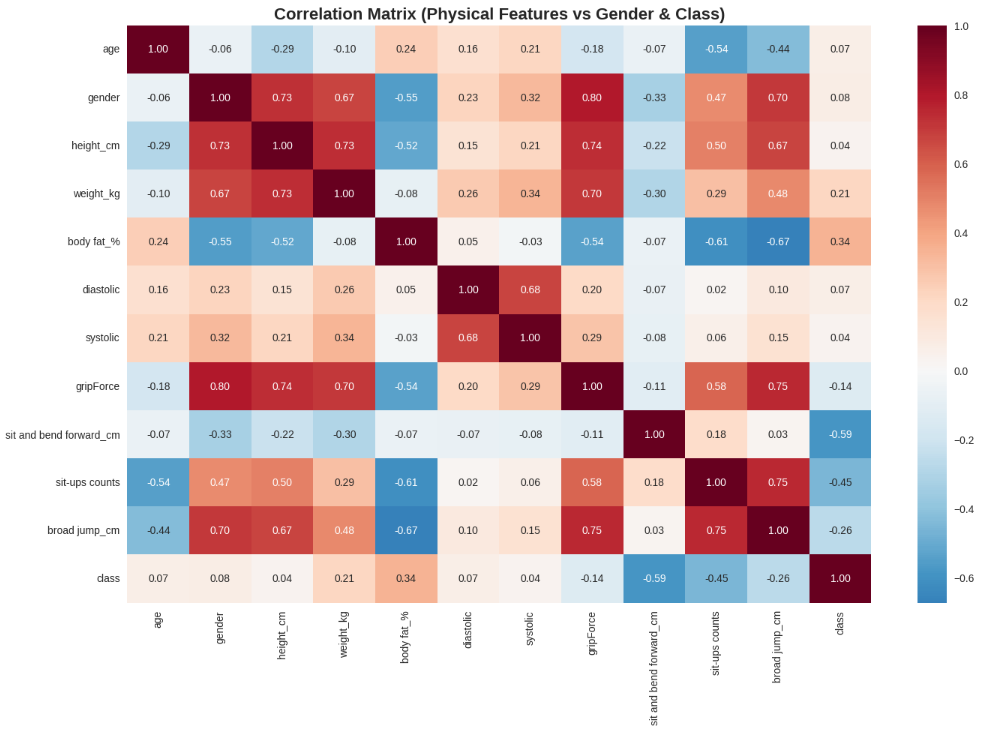 Correlation Matrix (Physical Features vs Gender & Class)
age 1.00 -0.06 -0.29 -0.10 0.24 0.16 0.21 -0.18 -0.07 -0.54 -0.44 0.07
gender -0.06 1.00 0.73 0.67 -0.55 0.23 0.32 0.80 -0.33 0.47 0.70 0.08
height_cm -0.29 0.73 1.00 0.73 -0.52 0.15 0.21 0.74 -0.22 0.50 0.67 0.04
weight_kg -0.10 0.67 0.73 1.00 -0.08 0.26 0.34 0.70 -0.30 0.29 0.48 0.21
body fat_% 0.24 -0.55 -0.52 -0.08 1.00 0.05 -0.03 -0.54 -0.07 -0.61 -0.67 0.34
diastolic 0.16 0.23 0.15 0.26 0.05 1.00 0.68 0.20 -0.07 0.02 0.10 0.07
systolic 0.21 0.32 0.21 0.34 -0.03 0.68 1.00 0.29 -0.08 0.06 0.15 0.04
gripForce -0.18 0.80 0.74 0.70 -0.54 0.20 0.29 1.00 -0.11 0.58 0.75 -0.14
sit and bend forward_cm -0.07 -0.33 -0.22 -0.30 -0.07 -0.07 -0.08 -0.11 1.00 0.18 0.03 -0.59
sit-ups counts -0.54 0.47 0.50 0.29 -0.61 0.02 0.06 0.58 0.18 1.00 0.75 -0.45
broad jump_cm -0.44 0.70 0.67 0.48 -0.67 0.10 0.15 0.75 0.03 0.75 1.00 -0.26
class 0.07 0.08 0.04 0.21 0.34 0.07 0.04 -0.14 -0.59 -0.45 -0.26 1.00
age
gender
height_cm
weight_kg
body fat_%
diastolic
systolic
gripForce
sit and bend forward_cm
sit-ups counts
broad jump_cm
class
1.0
0.8
0.6
0.4
0.2
0.0
−0.2
−0.4
−0.6